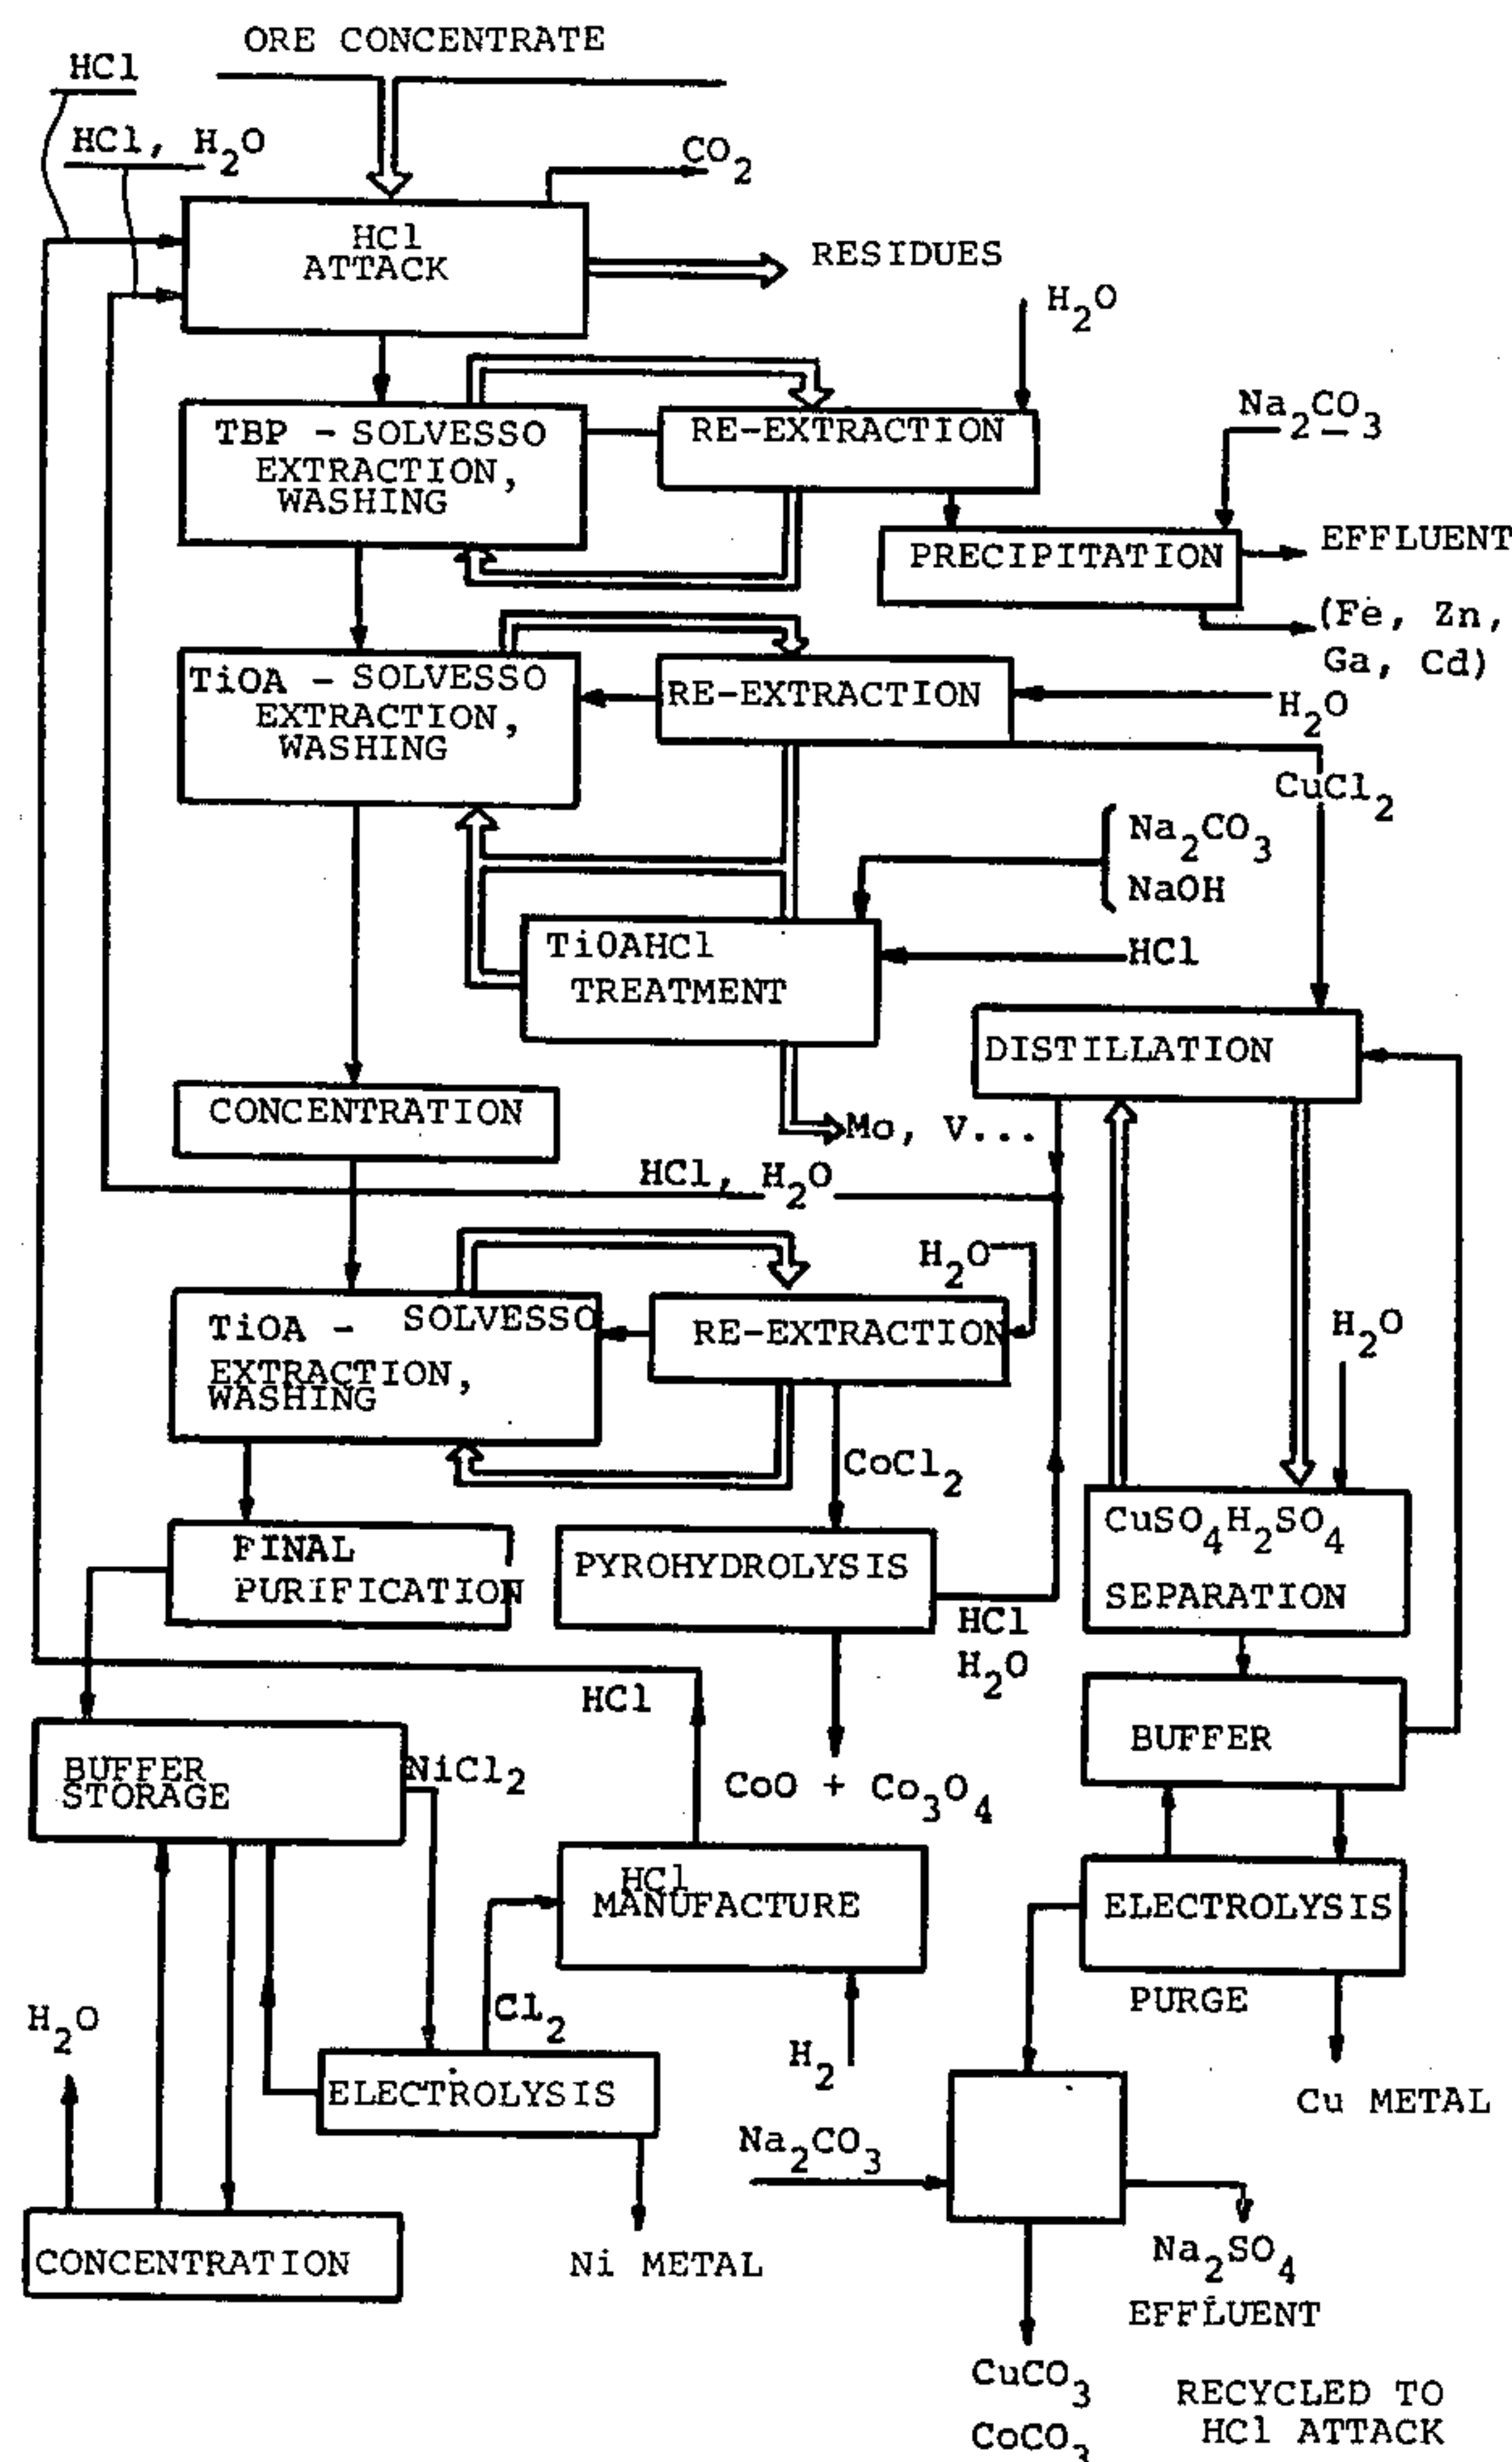 ORE CONCENTRATE
HCl
HCl, H2O
CO2
HCl
ATTACK
RESIDUES
H2O
TBP - SOLVESSO
EXTRACTION,
WASHING
RE-EXTRACTION
Na2CO3
PRECIPITATION
EFFLUENT
(Fe, Zn,
Ga, Cd)
TiOA - SOLVESSO
EXTRACTION,
WASHING
RE-EXTRACTION
H2O
CuCl2
Na2CO3
NaOH
TiOAHCl
TREATMENT
HCl
DISTILLATION
CONCENTRATION
Mo, V...
HCl, H2O
H2O
TiOA - SOLVESSO
EXTRACTION,
WASHING
RE-EXTRACTION
H2O
CoCl2
FINAL
PURIFICATION
PYROHYDROLYSIS
CuSO4H2SO4
SEPARATION
HCl
H2O
HCl
BUFFER
STORAGE
NiCl2
CoO + Co3O4
BUFFER
HCl
MANUFACTURE
ELECTROLYSIS
PURGE
H2O
Cl2
H2
ELECTROLYSIS
Cu METAL
Na2CO3
CONCENTRATION
Ni METAL
Na2SO4
EFFLUENT
CuCO3
CoCO3
RECYCLED TO
HCl ATTACK